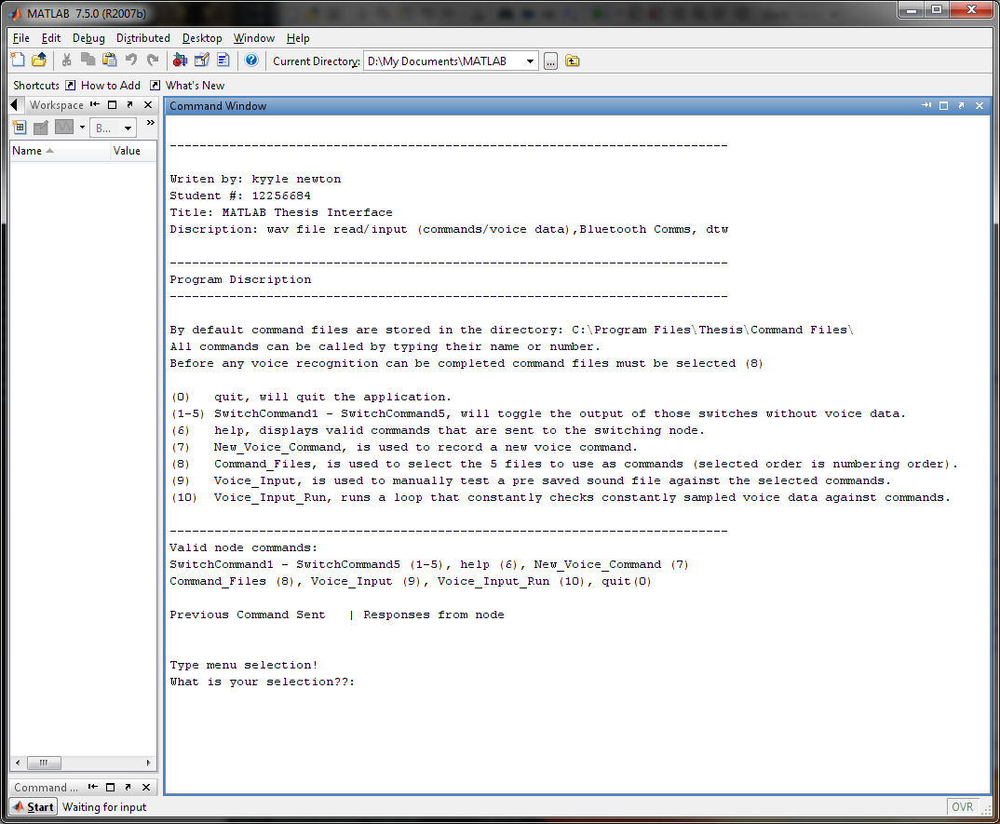 MATLAB 7.5.0 (R2007b)
File Edit Debug Distributed Desktop Window Help
Current Directory: D:\My Documents\MATLAB ...
Shortcuts How to Add What's New
Workspace
B...
Name Value
Command Window
---------------------------------------------------------------------------
Writen by: kyyle newton
Student #: 12256684
Title: MATLAB Thesis Interface
Discription: wav file read/input (commands/voice data),Bluetooth Comms, dtw
---------------------------------------------------------------------------
Program Discription
---------------------------------------------------------------------------
By default command files are stored in the directory: C:\Program Files\Thesis\Command Files\
All commands can be called by typing their name or number.
Before any voice recognition can be completed command files must be selected (8)
(0) quit, will quit the application.
(1-5) SwitchCommand1 - SwitchCommand5, will toggle the output of those switches without voice data.
(6) help, displays valid commands that are sent to the switching node.
(7) New_Voice_Command, is used to record a new voice command.
(8) Command_Files, is used to select the 5 files to use as commands (selected order is numbering order).
(9) Voice_Input, is used to manually test a pre saved sound file against the selected commands.
(10) Voice_Input_Run, runs a loop that constantly checks constantly sampled voice data against commands.
---------------------------------------------------------------------------
Valid node commands:
SwitchCommand1 - SwitchCommand5 (1-5), help (6), New_Voice_Command (7)
Command_Files (8), Voice_Input (9), Voice_Input_Run (10), quit(0)
Previous Command Sent | Responses from node
Type menu selection!
What is your selection??:
Command ...
Start Waiting for input
OVR